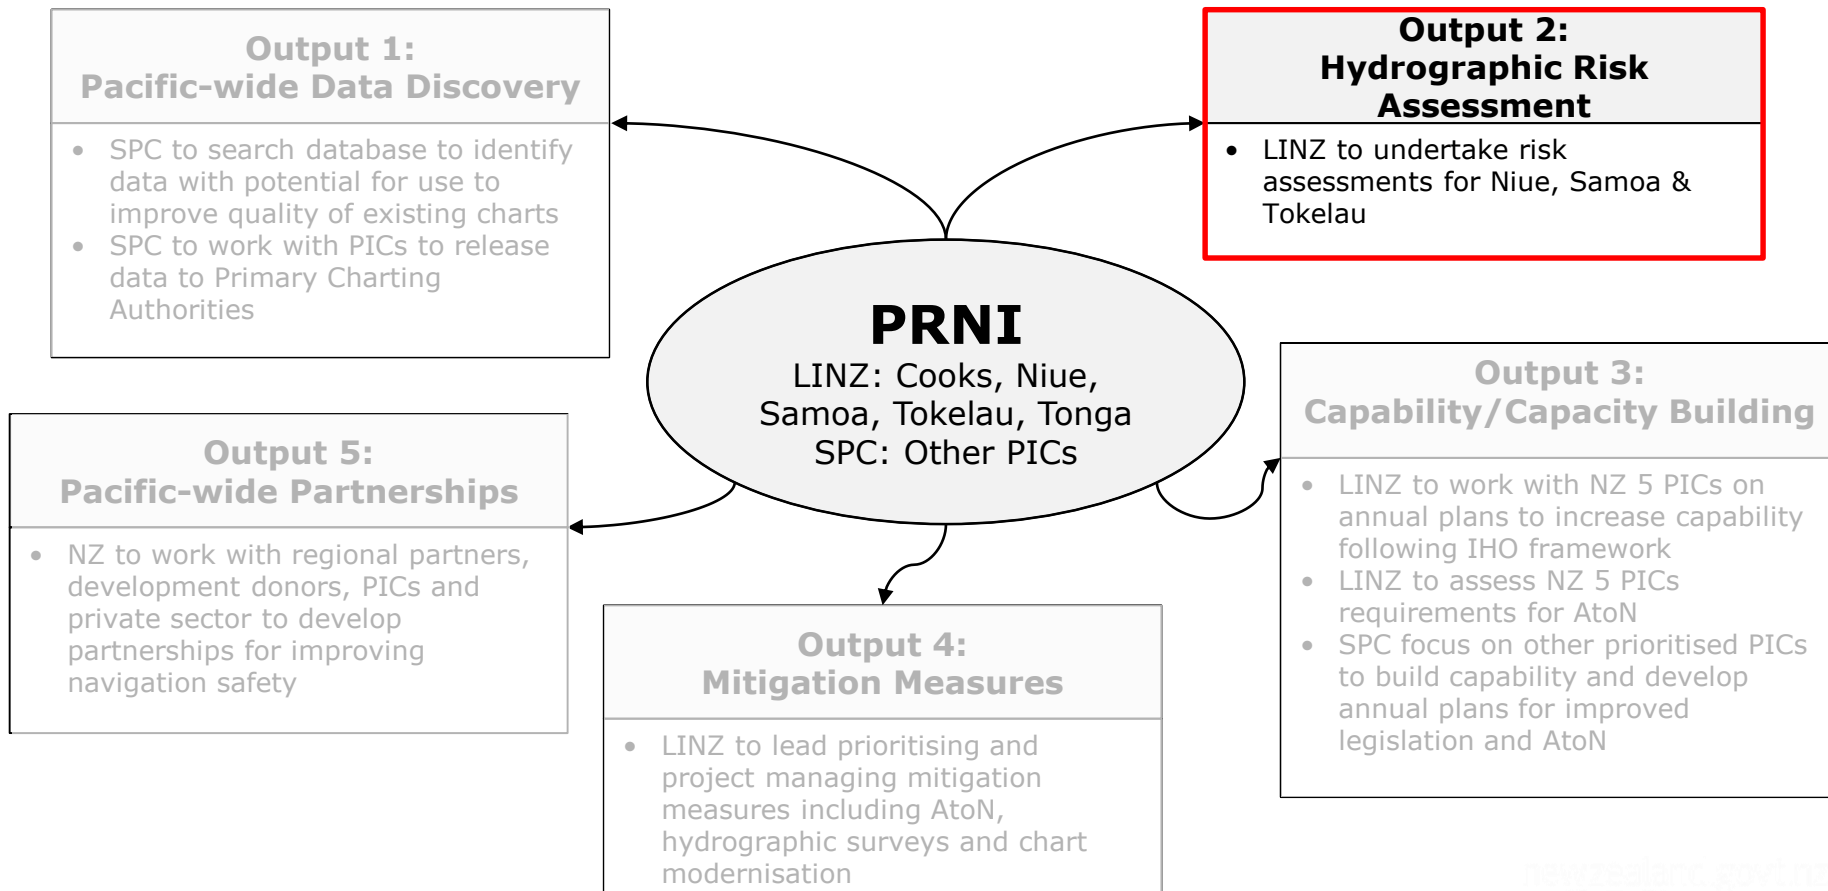 Output 1:
Pacific-wide Data Discovery
• SPC to search database to identify
data with potential for use to
improve quality of existing charts
• SPC to work with PICs to release
data to Primary Charting
Authorities
Output 2:
Hydrographic Risk
Assessment
• LINZ to undertake risk
assessments for Niue, Samoa &
Tokelau
PRNI
LINZ: Cooks, Niue,
Samoa, Tokelau, Tonga
SPC: Other PICs
Output 3:
Capability/Capacity Building
• LINZ to work with NZ 5 PICs on
annual plans to increase capability
following IHO framework
• LINZ to assess NZ 5 PICs
requirements for AtoN
• SPC focus on other prioritised PICs
to build capability and develop
annual plans for improved
legislation and AtoN
Output 5:
Pacific-wide Partnerships
• NZ to work with regional partners,
development donors, PICs and
private sector to develop
partnerships for improving
navigation safety
Output 4:
Mitigation Measures
• LINZ to lead prioritising and
project managing mitigation
measures including AtoN,
hydrographic surveys and chart
modernisation